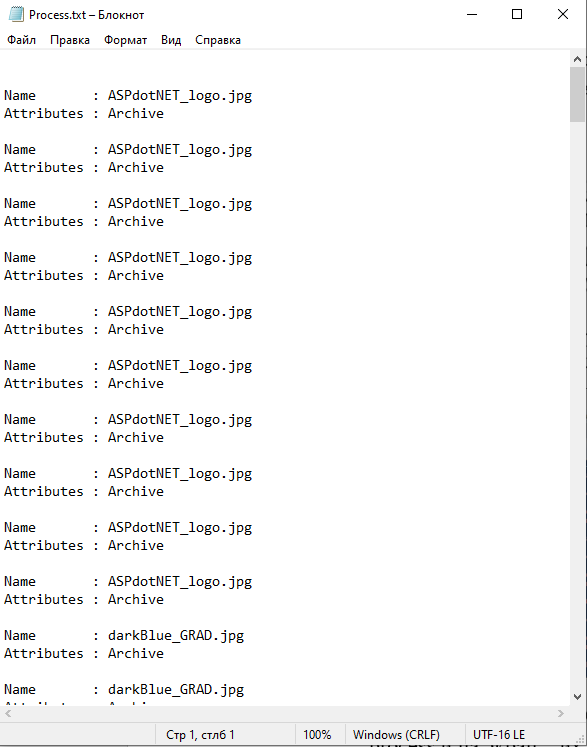 Process.txt – Блокнот
Файл Правка Формат Вид Справка
Name       : ASPdotNET_logo.jpg
Attributes : Archive
Name       : ASPdotNET_logo.jpg
Attributes : Archive
Name       : ASPdotNET_logo.jpg
Attributes : Archive
Name       : ASPdotNET_logo.jpg
Attributes : Archive
Name       : ASPdotNET_logo.jpg
Attributes : Archive
Name       : ASPdotNET_logo.jpg
Attributes : Archive
Name       : ASPdotNET_logo.jpg
Attributes : Archive
Name       : ASPdotNET_logo.jpg
Attributes : Archive
Name       : ASPdotNET_logo.jpg
Attributes : Archive
Name       : ASPdotNET_logo.jpg
Attributes : Archive
Name       : darkBlue_GRAD.jpg
Attributes : Archive
Name       : darkBlue_GRAD.jpg
Стр 1, стлб 1 100% Windows (CRLF) UTF-16 LE